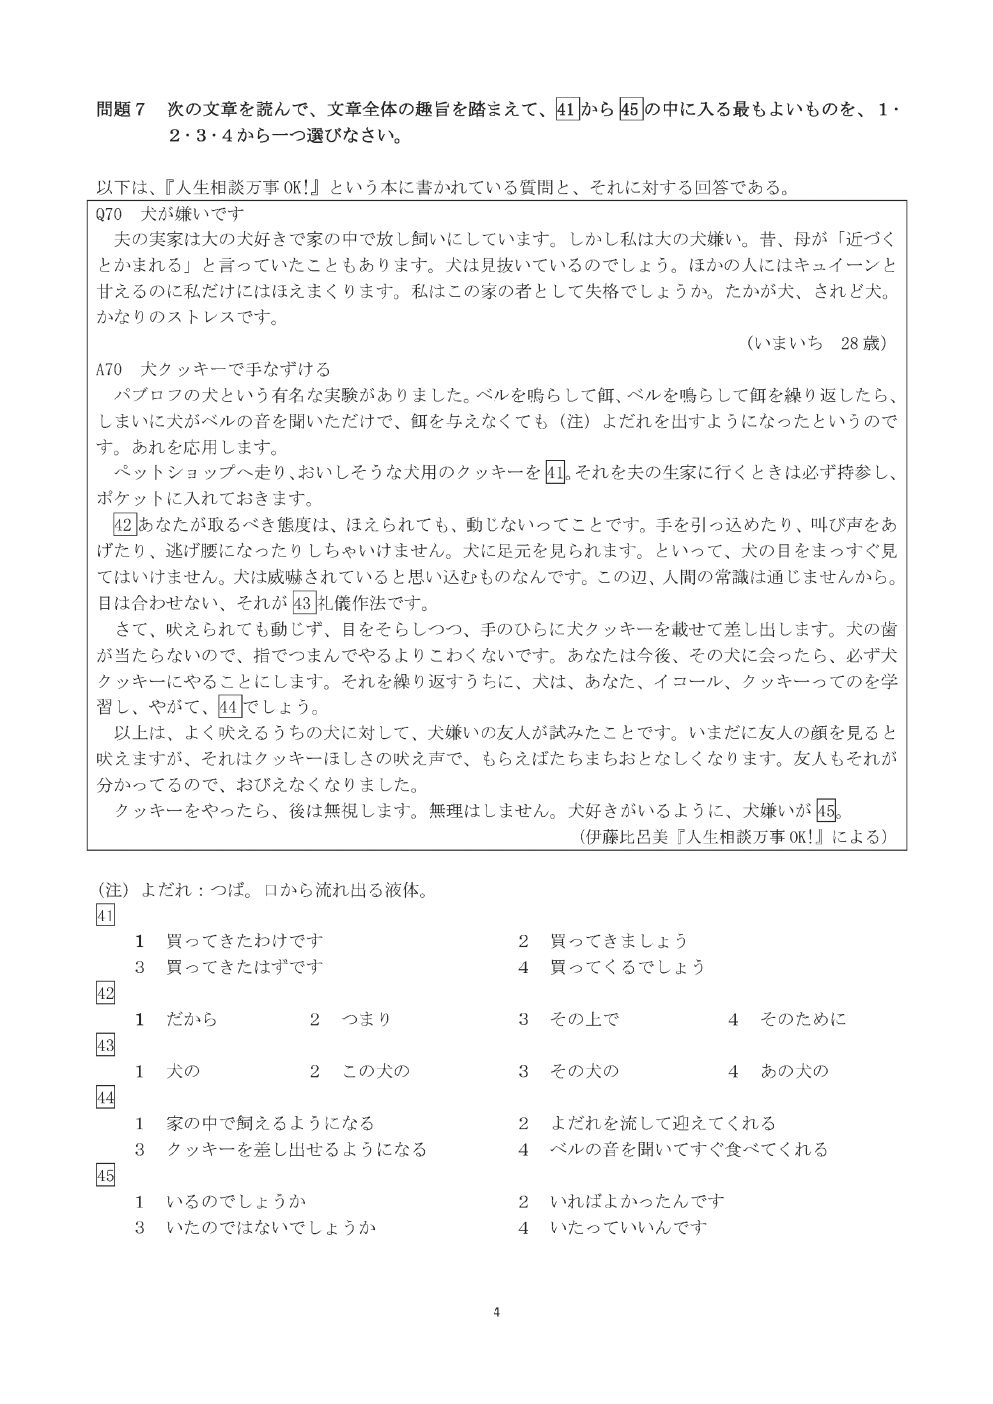 問題７　次の文章を読んで、文章全体の趣旨を踏まえて、41から45の中に入る最もよいものを、１・
２・３・４から一つ選びなさい。
以下は、『人生相談万事 OK!』という本に書かれている質問と、それに対する回答である。
Q70　犬が嫌いです
　夫の実家は大の犬好きで家の中で放し飼いにしています。しかし私は大の犬嫌い。昔、母が「近づく
とかまれる」と言っていたこともあります。犬は見抜いているのでしょう。ほかの人にはキュイーンと
甘えるのに私だけにはほえまくります。私はこの家の者として失格でしょうか。たかが犬、されど犬。
かなりのストレスです。
（いまいち　28 歳）
A70　犬クッキーで手なずける
　パブロフの犬という有名な実験がありました。ベルを鳴らして餌、ベルを鳴らして餌を繰り返したら、
しまいに犬がベルの音を聞いただけで、餌を与えなくても（注）よだれを出すようになったというので
す。あれを応用します。
　ペットショップへ走り、おいしそうな犬用のクッキーを 41。それを夫の生家に行くときは必ず持参し、
ポケットに入れておきます。
　42 あなたが取るべき態度は、ほえられても、動じないってことです。手を引っ込めたり、叫び声をあ
げたり、逃げ腰になったりしちゃいけません。犬に足元を見られます。といって、犬の目をまっすぐ見
てはいけません。犬は威嚇されていると思い込むものなんです。この辺、人間の常識は通じませんから。
目は合わせない、それが 43 礼儀作法です。
　さて、吠えられても動じず、目をそらしつつ、手のひらに犬クッキーを載せて差し出します。犬の歯
が当たらないので、指でつまんでやるよりこわくないです。あなたは今後、その犬に会ったら、必ず犬
クッキーにやることにします。それを繰り返すうちに、犬は、あなた、イコール、クッキーってのを学
習し、やがて、44 でしょう。
　以上は、よく吠えるうちの犬に対して、犬嫌いの友人が試みたことです。いまだに友人の顔を見ると
吠えますが、それはクッキーほしさの吠え声で、もらえばたちまちおとなしくなります。友人もそれが
分かってるので、おびえなくなりました。
　クッキーをやったら、後は無視します。無理はしません。犬好きがいるように、犬嫌いが 45。
（伊藤比呂美『人生相談万事 OK!』による）
（注）よだれ：つば。口から流れ出る液体。
41
1　買ってきたわけです　2　買ってきましょう
3　買ってきたはずです　4　買ってくるでしょう
42
1　だから　2　つまり　3　その上で　4　そのために
43
1　犬の　2　この犬の　3　その犬の　4　あの犬の
44
1　家の中で飼えるようになる　2　よだれを流して迎えてくれる
3　クッキーを差し出せるようになる　4　ベルの音を聞いてすぐ食べてくれる
45
1　いるのでしょうか　2　いればよかったんです
3　いたのではないでしょうか　4　いたっていいんです
4